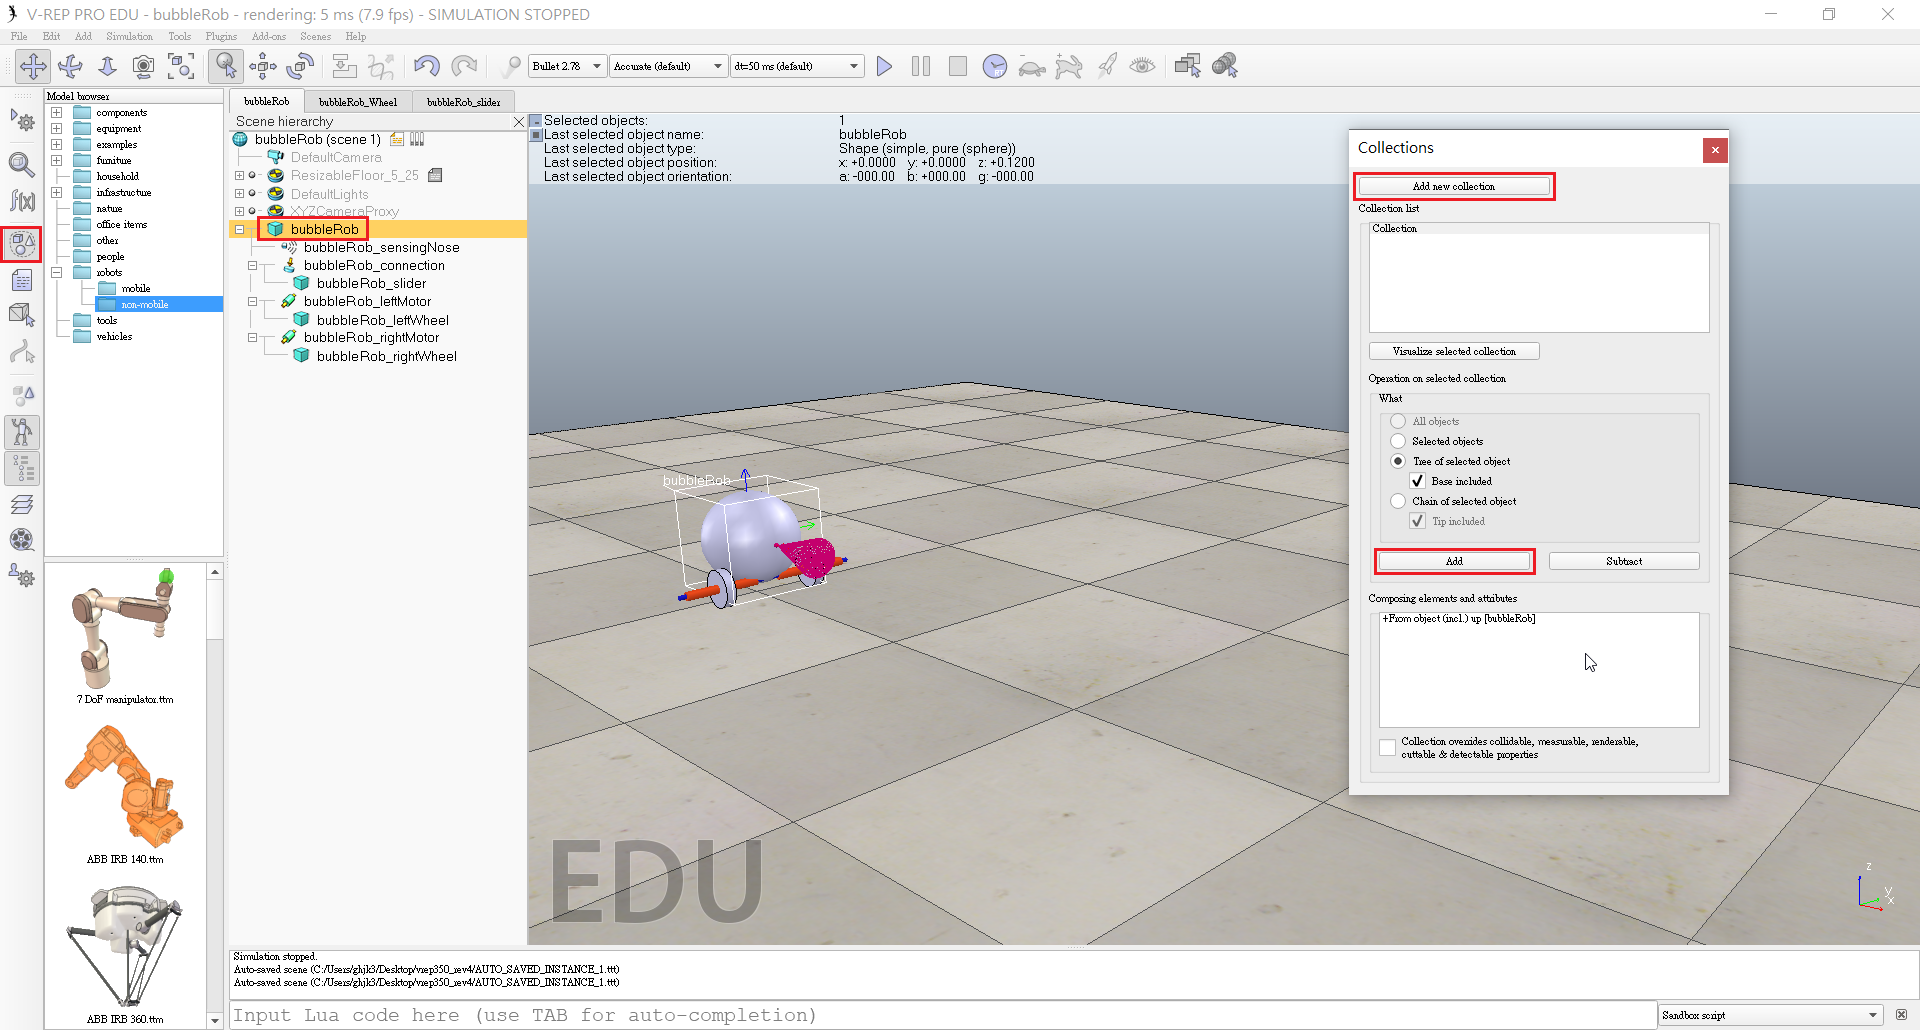 V-REP PRO EDU - bubbleRob - rendering: 5 ms (7.9 fps) - SIMULATION STOPPED
File Edit Add Simulation Tools Plugins Add-ons Scenes Help
Bullet 2.78 Accurate (default) dt=50 ms (default)
Model browser
components
equipment
examples
furniture
household
infrastructure
nature
office items
other
people
robots
mobile
non-mobile
tools
vehicles
7 DoF manipulator.ttm
ABB IRB 140.ttm
ABB IRB 360.ttm
bubbleRob bubbleRob_Wheel bubbleRob_slider
Scene hierarchy
bubbleRob (scene 1)
DefaultCamera
ResizableFloor_5_25
DefaultLights
XYZCameraProxy
bubbleRob
bubbleRob_sensingNose
bubbleRob_connection
bubbleRob_slider
bubbleRob_leftMotor
bubbleRob_leftWheel
bubbleRob_rightMotor
bubbleRob_rightWheel
Selected objects: 1
Last selected object name: bubbleRob
Last selected object type: Shape (simple, pure (sphere))
Last selected object position: x: +0.0000 y: +0.0000 z: +0.1200
Last selected object orientation: a: -000.00 b: +000.00 g: -000.00
bubbleRob
EDU
z
y
x
Collections
Add new collection
Collection list
Collection
Visualize selected collection
Operation on selected collection
What
All objects
Selected objects
Tree of selected object
Base included
Chain of selected object
Tip included
Add Subtract
Composing elements and attributes
+From object (incl.) up [bubbleRob]
Collection overrides collidable, measurable, renderable,
cuttable & detectable properties
Simulation stopped.
Auto-saved scene (C:/Users/ghjk3/Desktop/vrep350_rev4/AUTO_SAVED_INSTANCE_1.ttt)
Auto-saved scene (C:/Users/ghjk3/Desktop/vrep350_rev4/AUTO_SAVED_INSTANCE_1.ttt)
Input Lua code here (use TAB for auto-completion)
Sandbox script